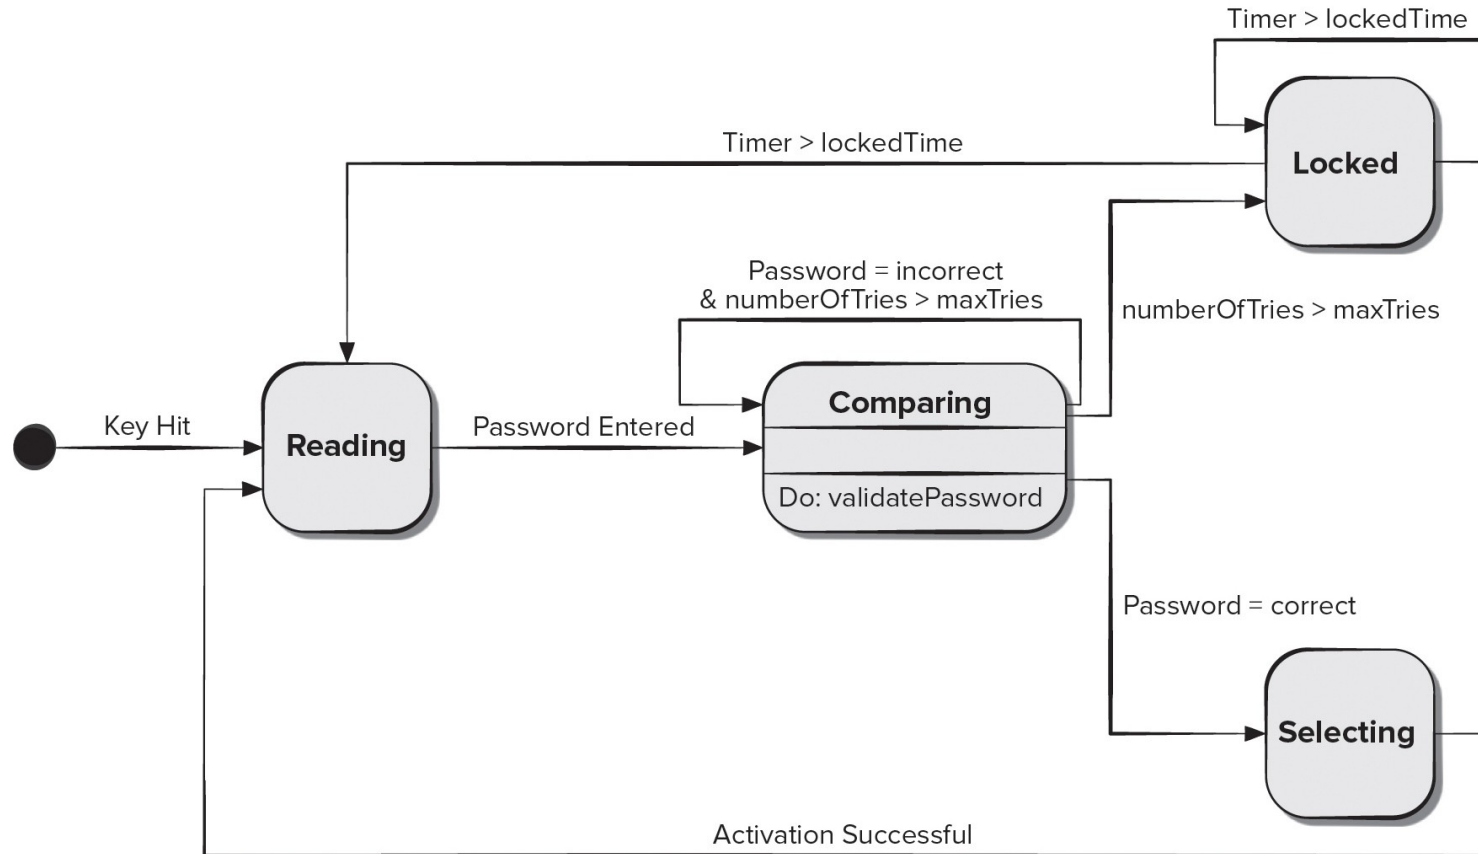 Timer > lockedTime
Timer > lockedTime
Locked
Password = incorrect
& numberOfTries > maxTries
numberOfTries > maxTries
Key Hit
Reading
Password Entered
Comparing
Do: validatePassword
Password = correct
Selecting
Activation Successful